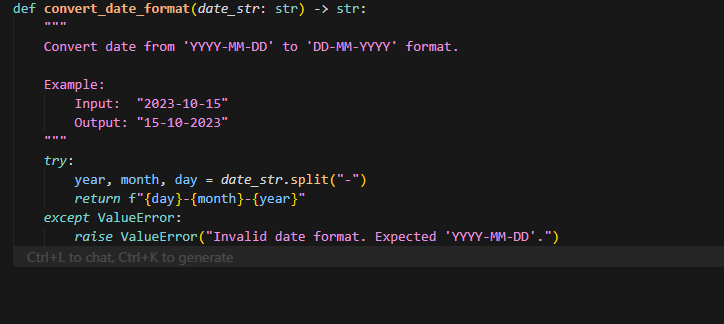 def convert_date_format(date_str: str) -> str:
    """
    Convert date from 'YYYY-MM-DD' to 'DD-MM-YYYY' format.

    Example:
        Input:  "2023-10-15"
        Output: "15-10-2023"
    """
    try:
        year, month, day = date_str.split("-")
        return f"{day}-{month}-{year}"
    except ValueError:
        raise ValueError("Invalid date format. Expected 'YYYY-MM-DD'.")
Ctrl+L to chat, Ctrl+K to generate